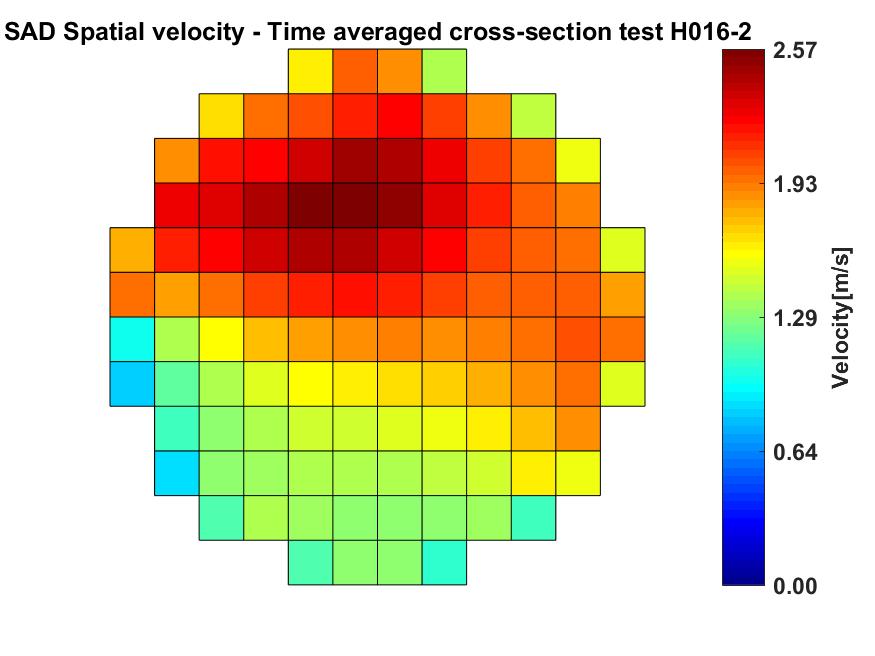 SAD Spatial velocity - Time averaged cross-section test H016-2
2.57
1.93
1.29
0.64
0.00
Velocity[m/s]